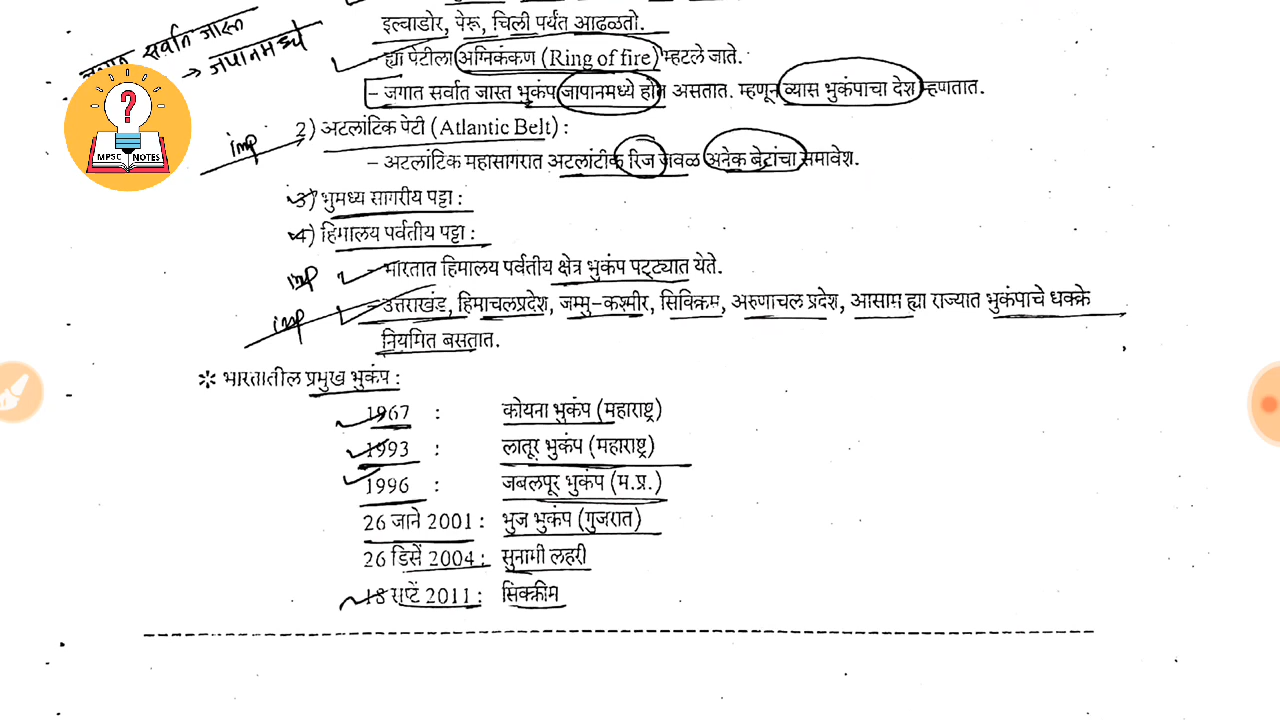 इल्वाडोर, पेरू, चिली पर्यंत आढळतो.
सर्वात जास्त
→ जपानमध्ये
ह्या पेटीला अग्निकंकण (Ring of fire) म्हटले जाते.
- जगात सर्वात जास्त भुकंप जापानमध्ये होत असतात. म्हणून व्यास भुकंपाचा देश म्हणतात.
MPSC NOTES
imp
2) अटलांटिक पेटी (Atlantic Belt) :
- अटलांटिक महासागरात अटलांटीक रिज जवळ अनेक बेटांचा समावेश.
3) भुमध्य सागरीय पट्टा :
4) हिमालय पर्वतीय पट्टा :
imp - भारतात हिमालय पर्वतीय क्षेत्र भुकंप पट्ट्यात येते.
imp - उत्तराखंड, हिमाचलप्रदेश, जम्मु-कश्मीर, सिविक्रम, अरुणाचल प्रदेश, आसाम ह्या राज्यात भुकंपाचे धक्के
नियमित बसतात.
* भारतातील प्रमुख भुकंप :
1967 : कोयना भुकंप (महाराष्ट्र)
1993 : लातूर भुकंप (महाराष्ट्र)
1996 : जबलपूर भुकंप (म.प्र.)
26 जाने 2001 : भुज भुकंप (गुजरात)
26 डिसें 2004 : सुनामी लहरी
18 सप्टें 2011 : सिक्कीम